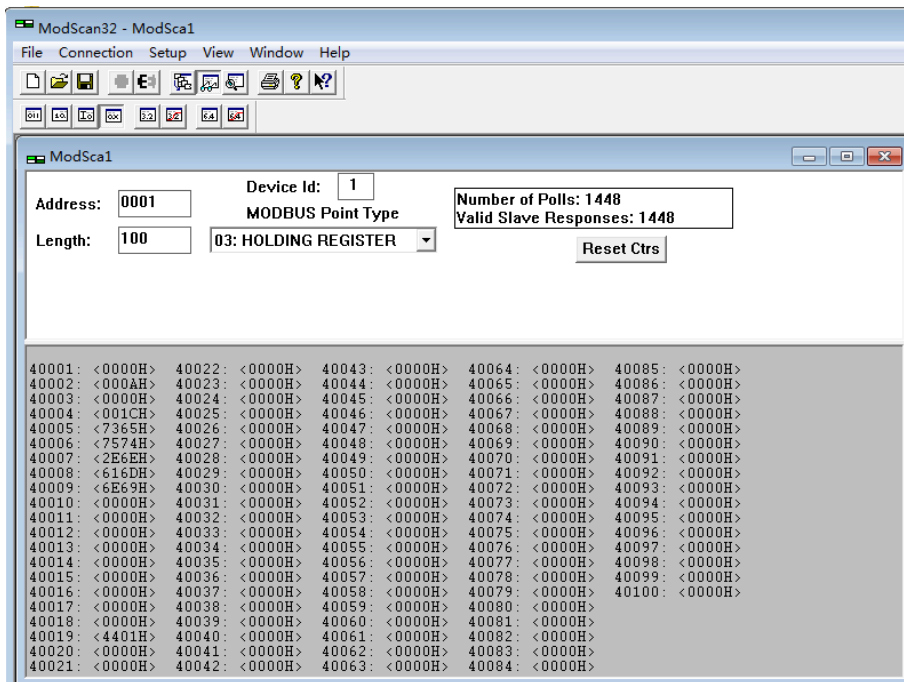 ModScan32 - ModSca1
File Connection Setup View Window Help
ModSca1
Address: 0001
Device Id: 1
MODBUS Point Type
Length: 100
03: HOLDING REGISTER
Number of Polls: 1448
Valid Slave Responses: 1448
Reset Ctrs
40001: <0000H> 40022: <0000H> 40043: <0000H> 40064: <0000H> 40085: <0000H>
40002: <000AH> 40023: <0000H> 40044: <0000H> 40065: <0000H> 40086: <0000H>
40003: <0000H> 40024: <0000H> 40045: <0000H> 40066: <0000H> 40087: <0000H>
40004: <001CH> 40025: <0000H> 40046: <0000H> 40067: <0000H> 40088: <0000H>
40005: <7365H> 40026: <0000H> 40047: <0000H> 40068: <0000H> 40089: <0000H>
40006: <7574H> 40027: <0000H> 40048: <0000H> 40069: <0000H> 40090: <0000H>
40007: <2E6EH> 40028: <0000H> 40049: <0000H> 40070: <0000H> 40091: <0000H>
40008: <616DH> 40029: <0000H> 40050: <0000H> 40071: <0000H> 40092: <0000H>
40009: <6E69H> 40030: <0000H> 40051: <0000H> 40072: <0000H> 40093: <0000H>
40010: <0000H> 40031: <0000H> 40052: <0000H> 40073: <0000H> 40094: <0000H>
40011: <0000H> 40032: <0000H> 40053: <0000H> 40074: <0000H> 40095: <0000H>
40012: <0000H> 40033: <0000H> 40054: <0000H> 40075: <0000H> 40096: <0000H>
40013: <0000H> 40034: <0000H> 40055: <0000H> 40076: <0000H> 40097: <0000H>
40014: <0000H> 40035: <0000H> 40056: <0000H> 40077: <0000H> 40098: <0000H>
40015: <0000H> 40036: <0000H> 40057: <0000H> 40078: <0000H> 40099: <0000H>
40016: <0000H> 40037: <0000H> 40058: <0000H> 40079: <0000H> 40100: <0000H>
40017: <0000H> 40038: <0000H> 40059: <0000H> 40080: <0000H>
40018: <0000H> 40039: <0000H> 40060: <0000H> 40081: <0000H>
40019: <4401H> 40040: <0000H> 40061: <0000H> 40082: <0000H>
40020: <0000H> 40041: <0000H> 40062: <0000H> 40083: <0000H>
40021: <0000H> 40042: <0000H> 40063: <0000H> 40084: <0000H>